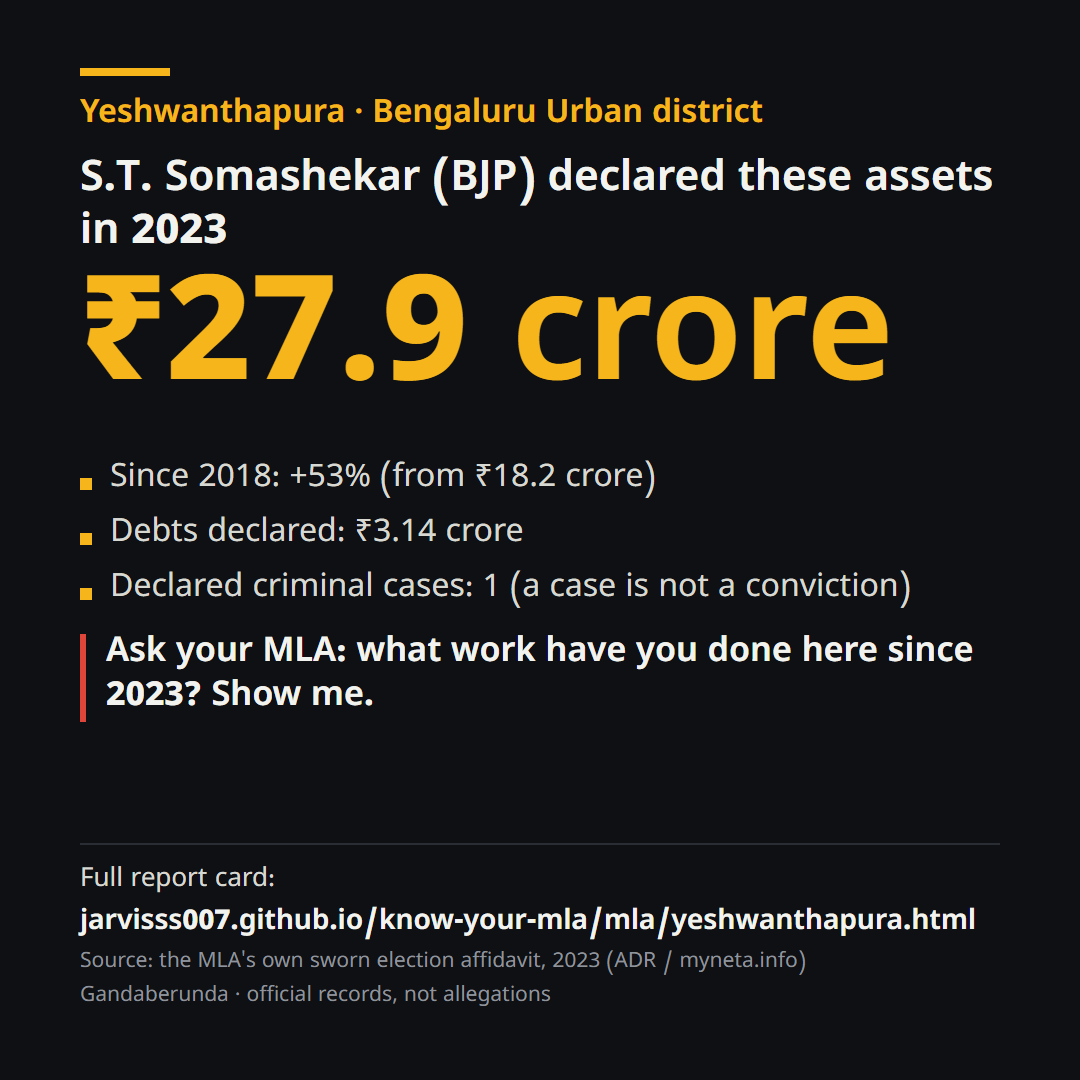 Yeshwanthapura · Bengaluru Urban district
S.T. Somashekar (BJP) declared these assets
in 2023
₹27.9 crore
Since 2018: +53% (from ₹18.2 crore)
Debts declared: ₹3.14 crore
Declared criminal cases: 1 (a case is not a conviction)
Ask your MLA: what work have you done here since
2023? Show me.
Full report card:
jarvisss007.github.io/know-your-mla/mla/yeshwanthapura.html
Source: the MLA's own sworn election affidavit, 2023 (ADR / myneta.info)
Gandaberunda · official records, not allegations